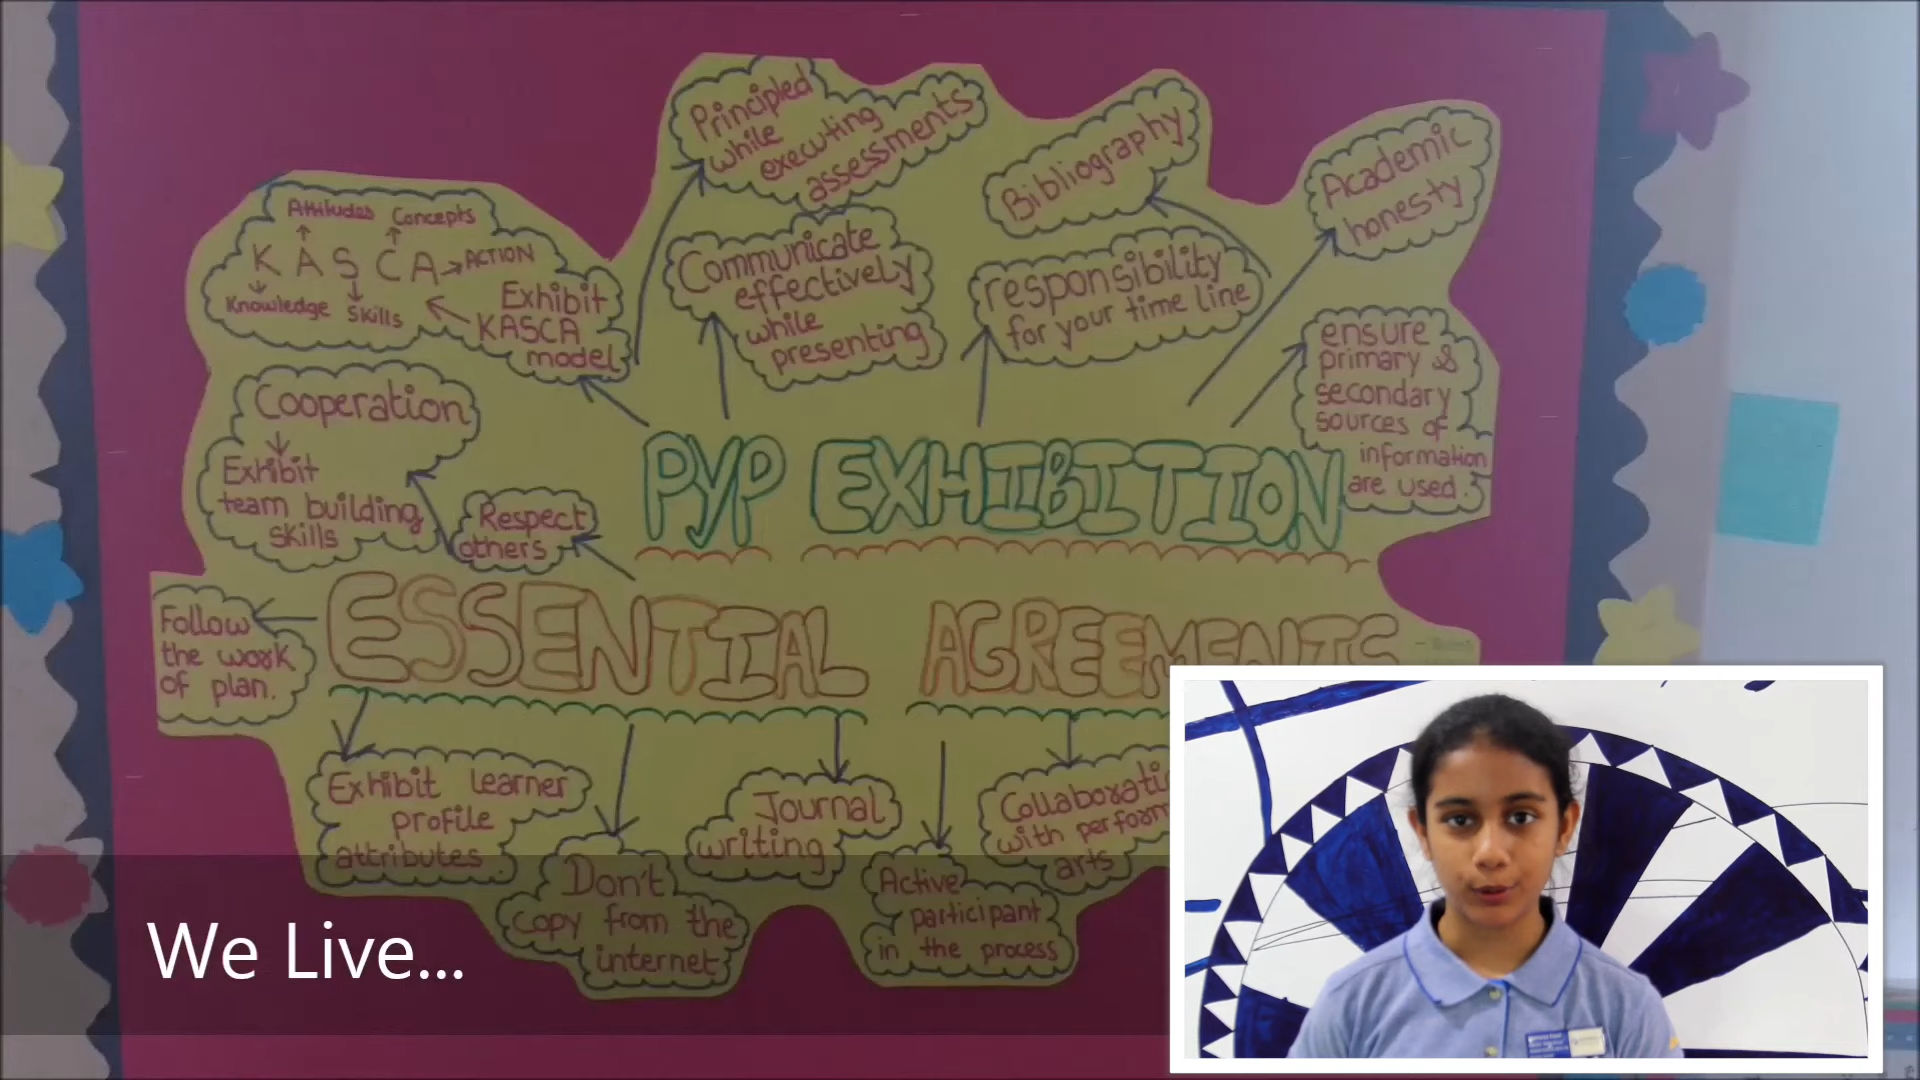 Principled
while
executing
assessments
Bibliography
Academic
honesty
Attitudes Concepts
K A S C A → ACTION
Knowledge Skills
Exhibit
KASCA
model
Communicate
effectively
while
presenting
responsibility
for your time line
ensure
primary &
secondary
sources of
information
are used.
Cooperation
Exhibit
team building
skills
Respect
others
PYP EXHIBITION
ESSENTIAL AGREEMENTS
Follow
the work
of plan.
Exhibit learner
profile
attributes.
Don't
copy from the
internet
Journal
writing
Active
participant
in the process
Collaborati
with perform
arts
We Live...